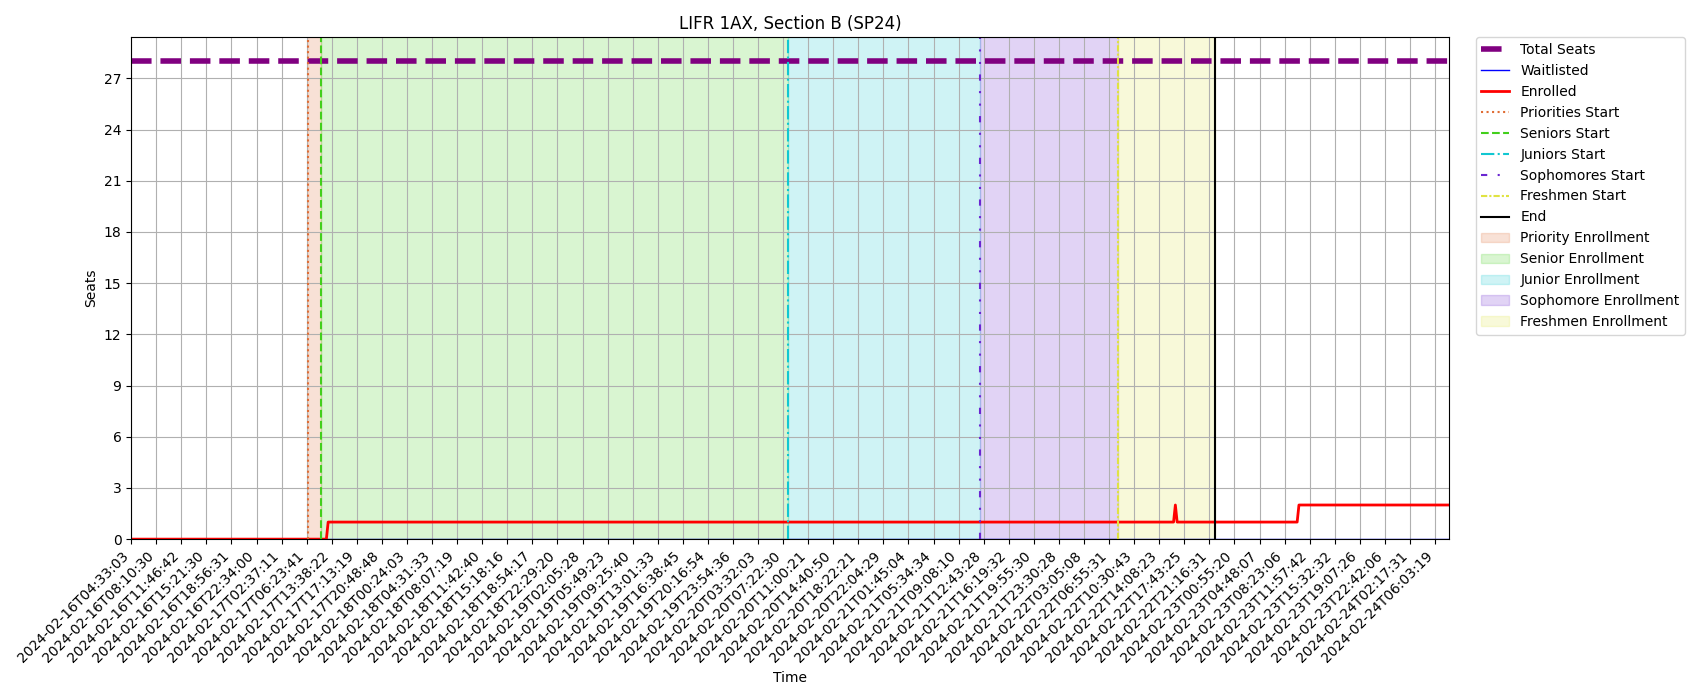 LIFR 1AX, Section B (SP24)
Seats
27
24
21
18
15
12
9
6
3
0
2024-02-16T04:33:03
2024-02-16T08:10:30
2024-02-16T11:46:42
2024-02-16T15:21:30
2024-02-16T18:56:31
2024-02-16T22:34:00
2024-02-17T02:37:11
2024-02-17T06:23:41
2024-02-17T13:38:22
2024-02-17T17:13:19
2024-02-17T20:48:48
2024-02-18T00:24:03
2024-02-18T04:31:33
2024-02-18T08:07:19
2024-02-18T11:42:40
2024-02-18T15:18:16
2024-02-18T18:54:17
2024-02-18T22:29:20
2024-02-19T02:05:28
2024-02-19T05:49:23
2024-02-19T09:25:40
2024-02-19T13:01:33
2024-02-19T16:38:45
2024-02-19T20:16:54
2024-02-19T23:54:36
2024-02-20T03:32:03
2024-02-20T07:22:30
2024-02-20T11:00:21
2024-02-20T14:40:50
2024-02-20T18:22:21
2024-02-20T22:04:29
2024-02-21T01:45:04
2024-02-21T05:34:34
2024-02-21T09:08:10
2024-02-21T12:43:28
2024-02-21T16:19:32
2024-02-21T19:55:30
2024-02-21T23:30:28
2024-02-22T03:05:08
2024-02-22T06:55:31
2024-02-22T10:30:43
2024-02-22T14:08:23
2024-02-22T17:43:25
2024-02-22T21:16:31
2024-02-23T00:55:20
2024-02-23T04:48:07
2024-02-23T08:23:06
2024-02-23T11:57:42
2024-02-23T15:32:32
2024-02-23T19:07:26
2024-02-23T22:42:06
2024-02-24T02:17:31
2024-02-24T06:03:19
Time
Total Seats
Waitlisted
Enrolled
Priorities Start
Seniors Start
Juniors Start
Sophomores Start
Freshmen Start
End
Priority Enrollment
Senior Enrollment
Junior Enrollment
Sophomore Enrollment
Freshmen Enrollment